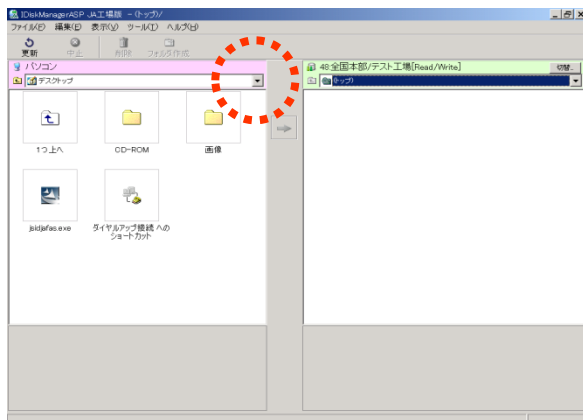 IDiskManagerASP JA工場版 - (トップ)/
ファイル(F) 編集(E) 表示(V) ツール(T) ヘルプ(H)
更新 中止 削除 フォルダ作成
パソコン
デスクトップ
48:全国本部/テスト工場[Read/Write]
切替..
(トップ)
1つ上へ
CD-ROM
画像
jsidjafas.exe
ダイヤルアップ接続 への
ショートカット